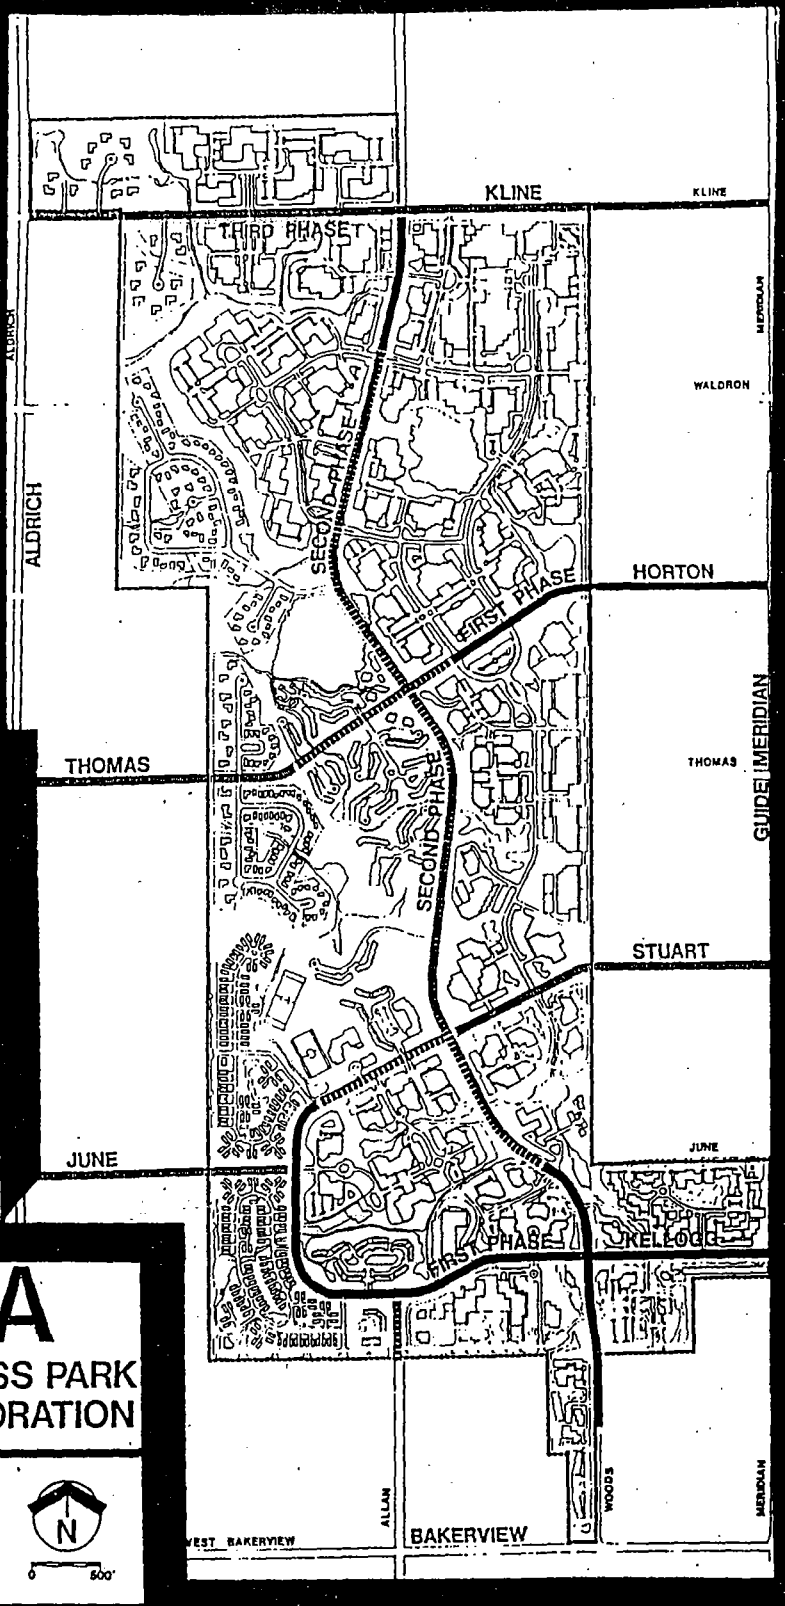 KLINE
KLINE
THIRD PHASE
ALDRICH
MERIDIAN
WALDRON
SECOND PHASE
ALDRICH
HORTON
FIRST PHASE
THOMAS
THOMAS
GUIDE MERIDIAN
SECOND PHASE
STUART
JUNE
JUNE
KELLOGG
FIRST PHASE
A
SS PARK
ORATION
N
0 500'
ALLAN
WOODS
MERIDIAN
WEST BAKERVIEW
BAKERVIEW